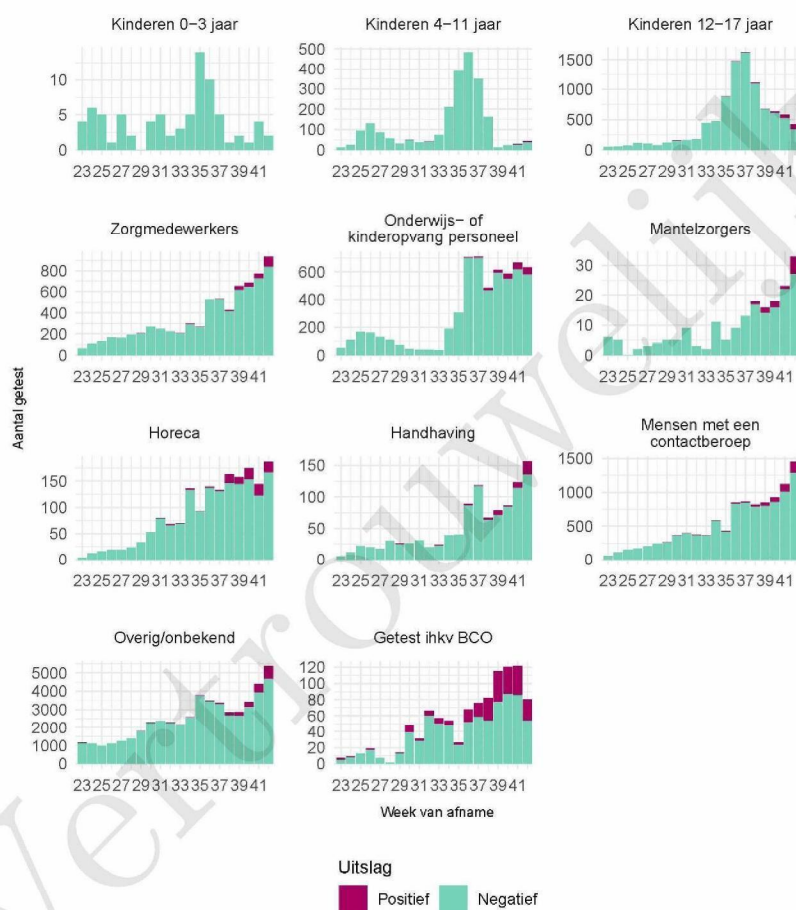 Kinderen 0−3 jaar
Kinderen 4−11 jaar
Kinderen 12−17 jaar
10
5
0
500
400
300
200
100
0
1500
1000
500
0
23 25 27 29 31 33 35 37 39 41
23 25 27 29 31 33 35 37 39 41
23 25 27 29 31 33 35 37 39 41
Zorgmedewerkers
Onderwijs− of
kinderopvang personeel
Mantelzorgers
800
600
400
200
0
600
400
200
0
30
20
10
0
23 25 27 29 31 33 35 37 39 41
23 25 27 29 31 33 35 37 39 41
23 25 27 29 31 33 35 37 39 41
Aantal getest
Horeca
Handhaving
Mensen met een
contactberoep
150
100
50
0
150
100
50
0
1500
1000
500
0
23 25 27 29 31 33 35 37 39 41
23 25 27 29 31 33 35 37 39 41
23 25 27 29 31 33 35 37 39 41
Overig/onbekend
Getest ihkv BCO
5000
4000
3000
2000
1000
0
120
100
80
60
40
20
0
23 25 27 29 31 33 35 37 39 41
23 25 27 29 31 33 35 37 39 41
Week van afname
Uitslag
Positief
Negatief
Vertrouwelijk